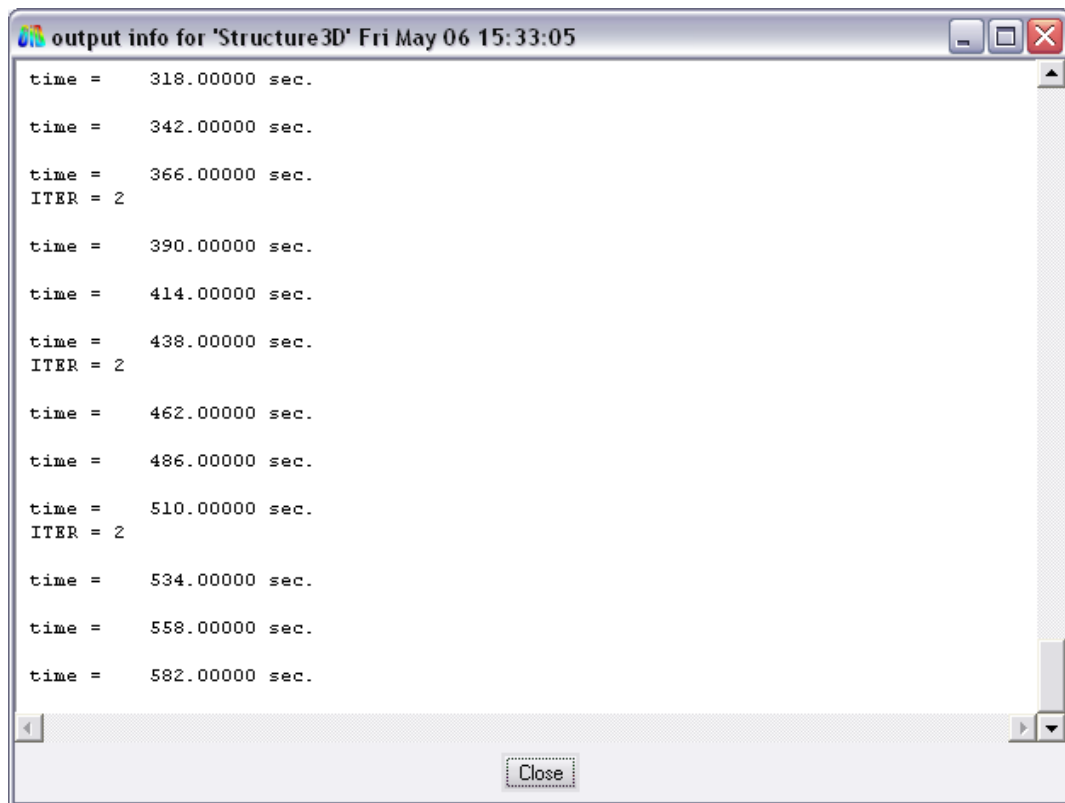 output info for 'Structure3D' Fri May 06 15:33:05
time = 318.00000 sec.
time = 342.00000 sec.
time = 366.00000 sec.
ITER = 2
time = 390.00000 sec.
time = 414.00000 sec.
time = 438.00000 sec.
ITER = 2
time = 462.00000 sec.
time = 486.00000 sec.
time = 510.00000 sec.
ITER = 2
time = 534.00000 sec.
time = 558.00000 sec.
time = 582.00000 sec.
Close